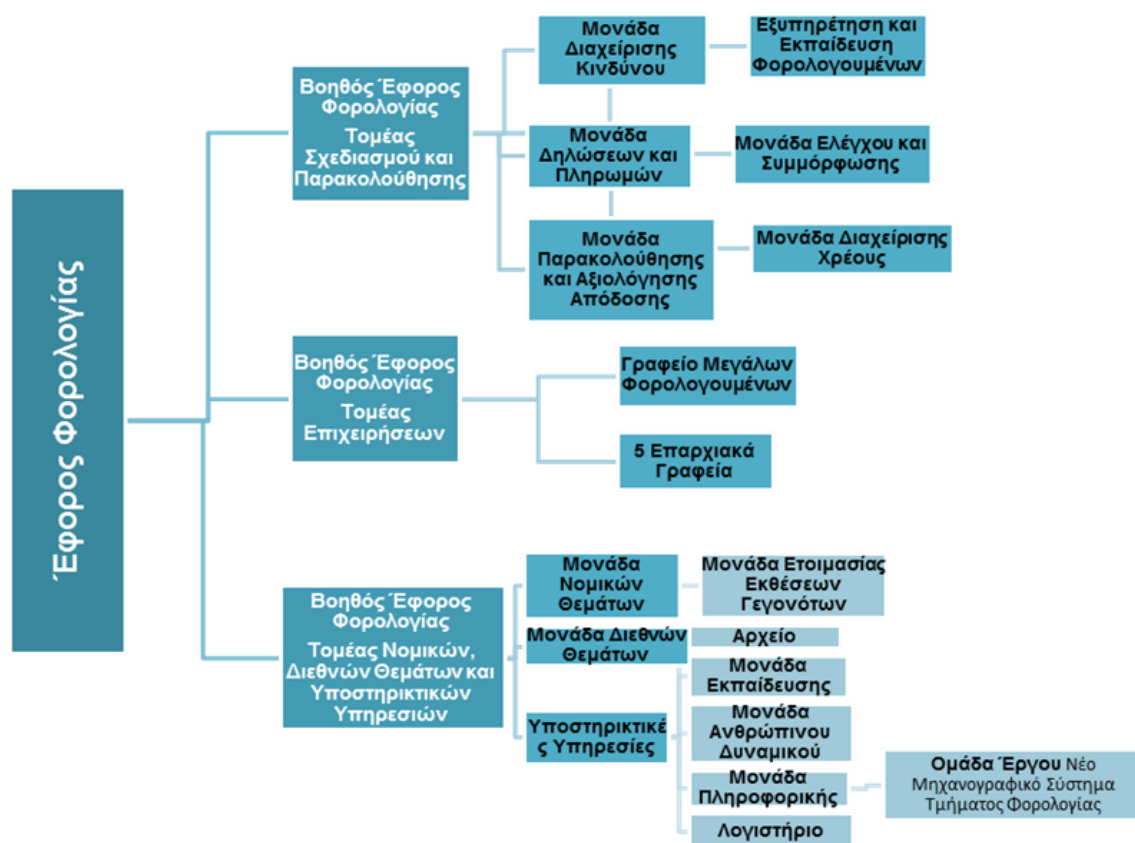 Έφορος Φορολογίας
Βοηθός Έφορος
Φορολογίας
Τομέας
Σχεδιασμού και
Παρακολούθησης
Μονάδα
Διαχείρισης
Κινδύνου
Εξυπηρέτηση και
Εκπαίδευση
Φορολογουμένων
Μονάδα
Δηλώσεων και
Πληρωμών
Μονάδα Ελέγχου και
Συμμόρφωσης
Μονάδα
Παρακολούθησης
και Αξιολόγησης
Απόδοσης
Μονάδα Διαχείρισης
Χρέους
Βοηθός Έφορος
Φορολογίας
Τομέας
Επιχειρήσεων
Γραφείο Μεγάλων
Φορολογουμένων
5 Επαρχιακά
Γραφεία
Βοηθός Έφορος
Φορολογίας
Τομέας Νομικών,
Διεθνών Θεμάτων και
Υποστηρικτικών
Υπηρεσιών
Μονάδα
Νομικών
Θεμάτων
Μονάδα Ετοιμασίας
Εκθέσεων
Γεγονότων
Μονάδα Διεθνών
Θεμάτων
Υποστηρικτικέ
ς Υπηρεσίες
Αρχείο
Μονάδα
Εκπαίδευσης
Μονάδα
Ανθρώπινου
Δυναμικού
Μονάδα
Πληροφορικής
Ομάδα Έργου Νέο
Μηχανογραφικό Σύστημα
Τμήματος Φορολογίας
Λογιστήριο